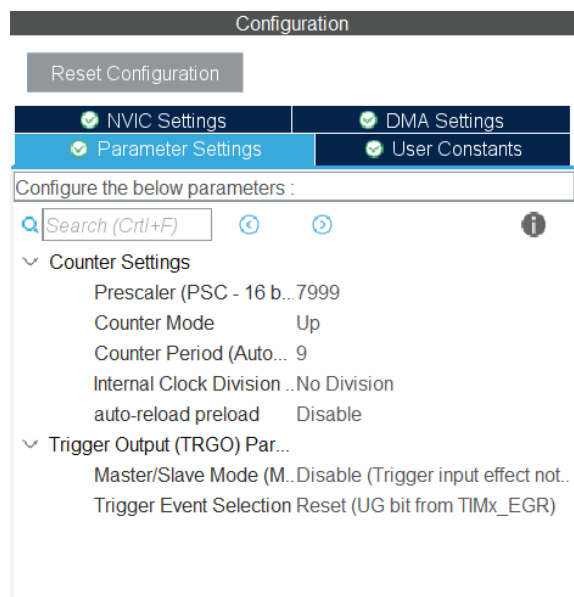 Configuration
Reset Configuration
NVIC Settings
DMA Settings
Parameter Settings
User Constants
Configure the below parameters :
Search (Crtl+F)
Counter Settings
Prescaler (PSC - 16 b...7999
Counter Mode Up
Counter Period (Auto... 9
Internal Clock Division ..No Division
auto-reload preload Disable
Trigger Output (TRGO) Par...
Master/Slave Mode (M..Disable (Trigger input effect not..
Trigger Event Selection Reset (UG bit from TIMx_EGR)